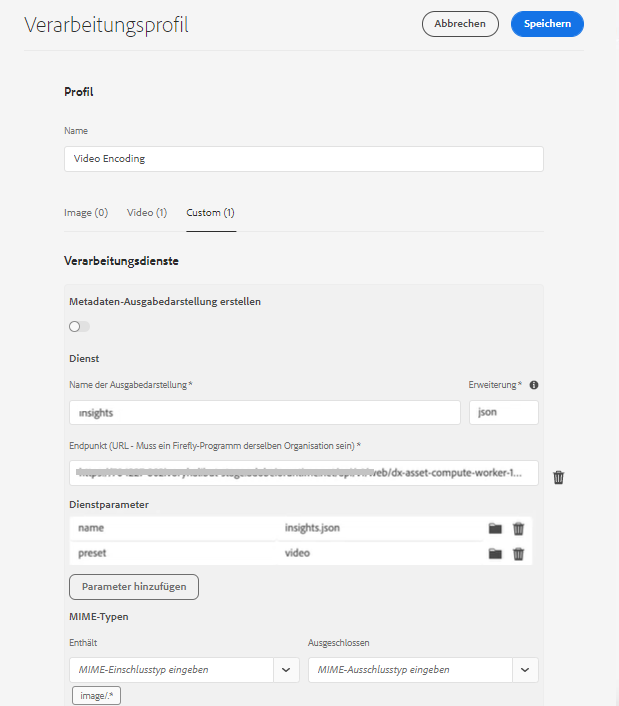 Verarbeitungsprofil
Abbrechen
Speichern
Profil
Name
Video Encoding
Image (0) Video (1) Custom (1)
Verarbeitungsdienste
Metadaten-Ausgabedarstellung erstellen
Dienst
Name der Ausgabedarstellung * Erweiterung *
insights json
Endpunkt (URL - Muss ein Firefly-Programm derselben Organisation sein) *
web/dx-asset-compute-worker-1...
Dienstparameter
name insights.json
preset video
Parameter hinzufügen
MIME-Typen
Enthält Ausgeschlossen
MIME-Einschlusstyp eingeben MIME-Ausschlusstyp eingeben
image/.*